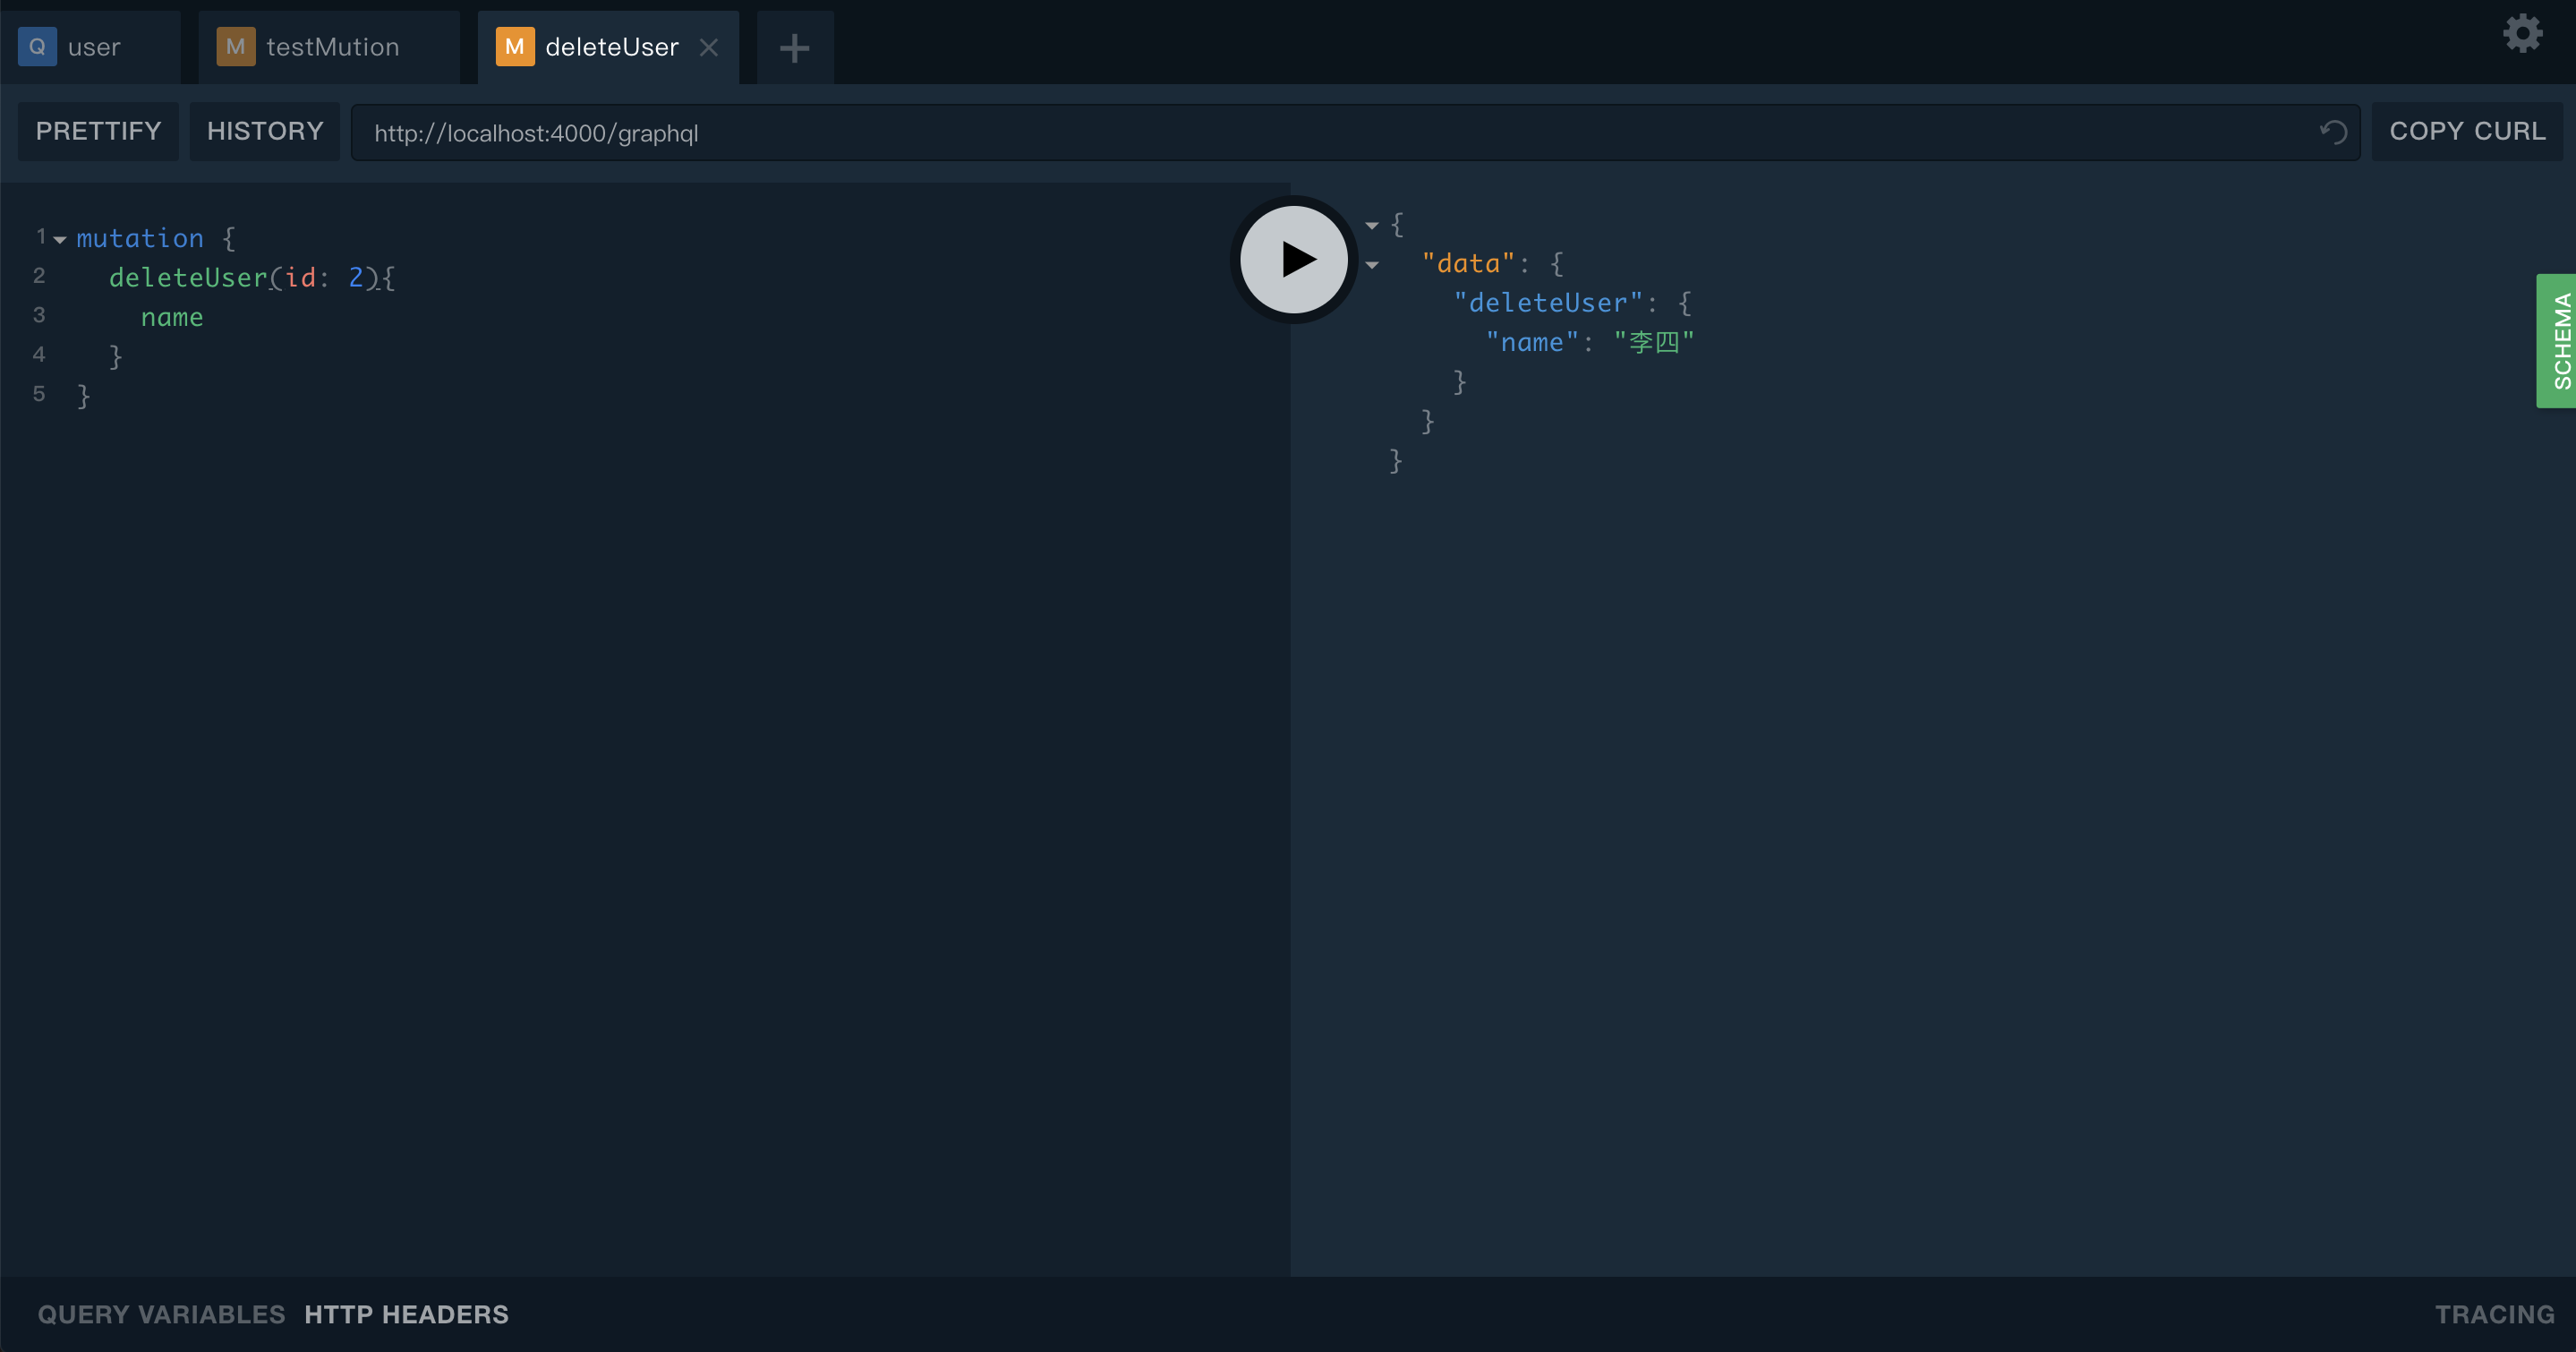 Q user
M testMution
M deleteUser
PRETTIFY
HISTORY
http://localhost:4000/graphql
COPY CURL
1 mutation {
2 deleteUser(id: 2){
3 name
4 }
5 }
{
"data": {
"deleteUser": {
"name": "李四"
}
}
}
SCHEMA
QUERY VARIABLES
HTTP HEADERS
TRACING